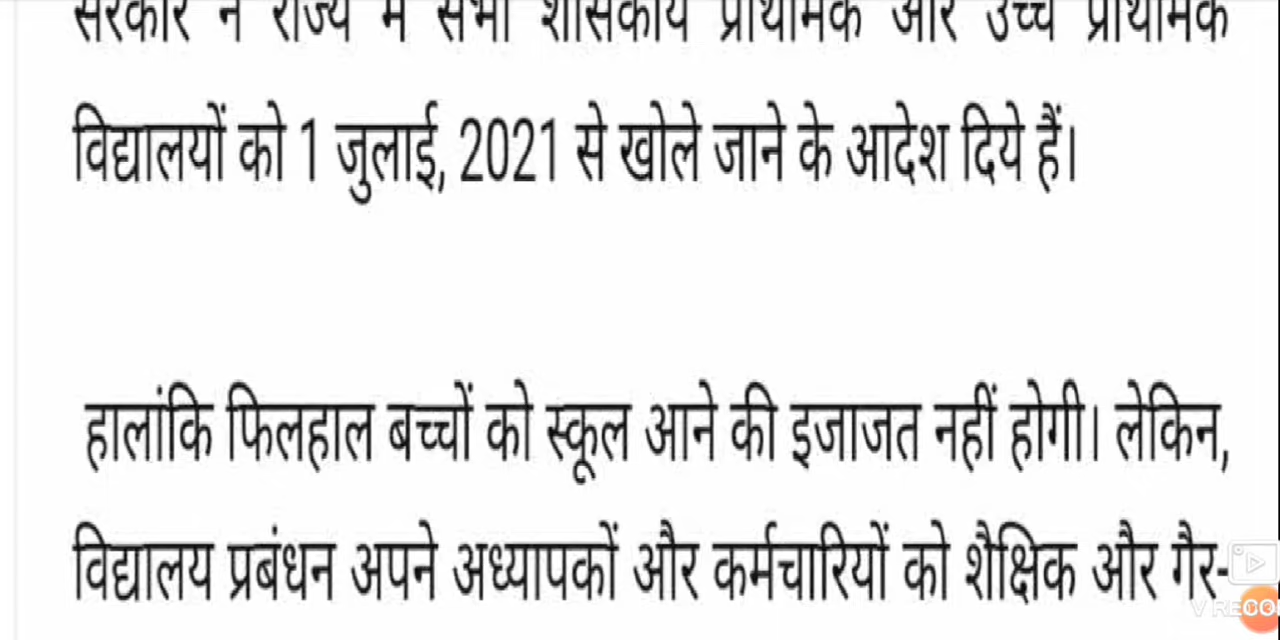 सरकार ने राज्य में सभी शासकीय प्राथमिक और उच्च प्राथमिक
विद्यालयों को 1 जुलाई, 2021 से खोले जाने के आदेश दिये हैं।
हालांकि फिलहाल बच्चों को स्कूल आने की इजाजत नहीं होगी। लेकिन,
विद्यालय प्रबंधन अपने अध्यापकों और कर्मचारियों को शैक्षिक और गैर-